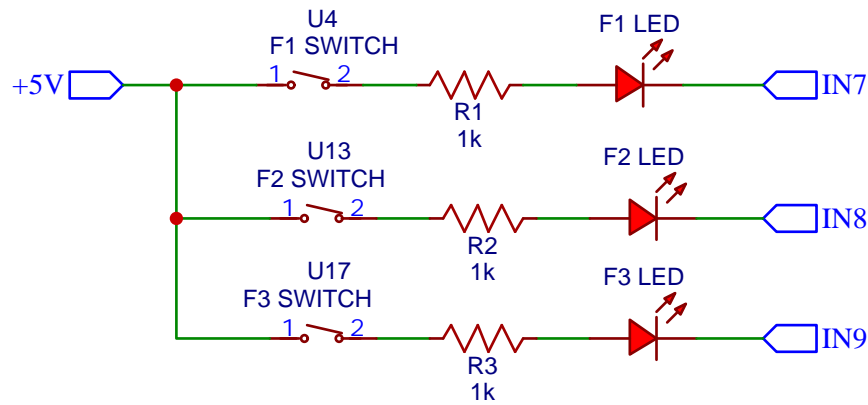 U4
F1 SWITCH
F1 LED
+5V
1 2
IN7
R1
1k
U13
F2 SWITCH
F2 LED
1 2
IN8
R2
1k
U17
F3 SWITCH
F3 LED
1 2
IN9
R3
1k